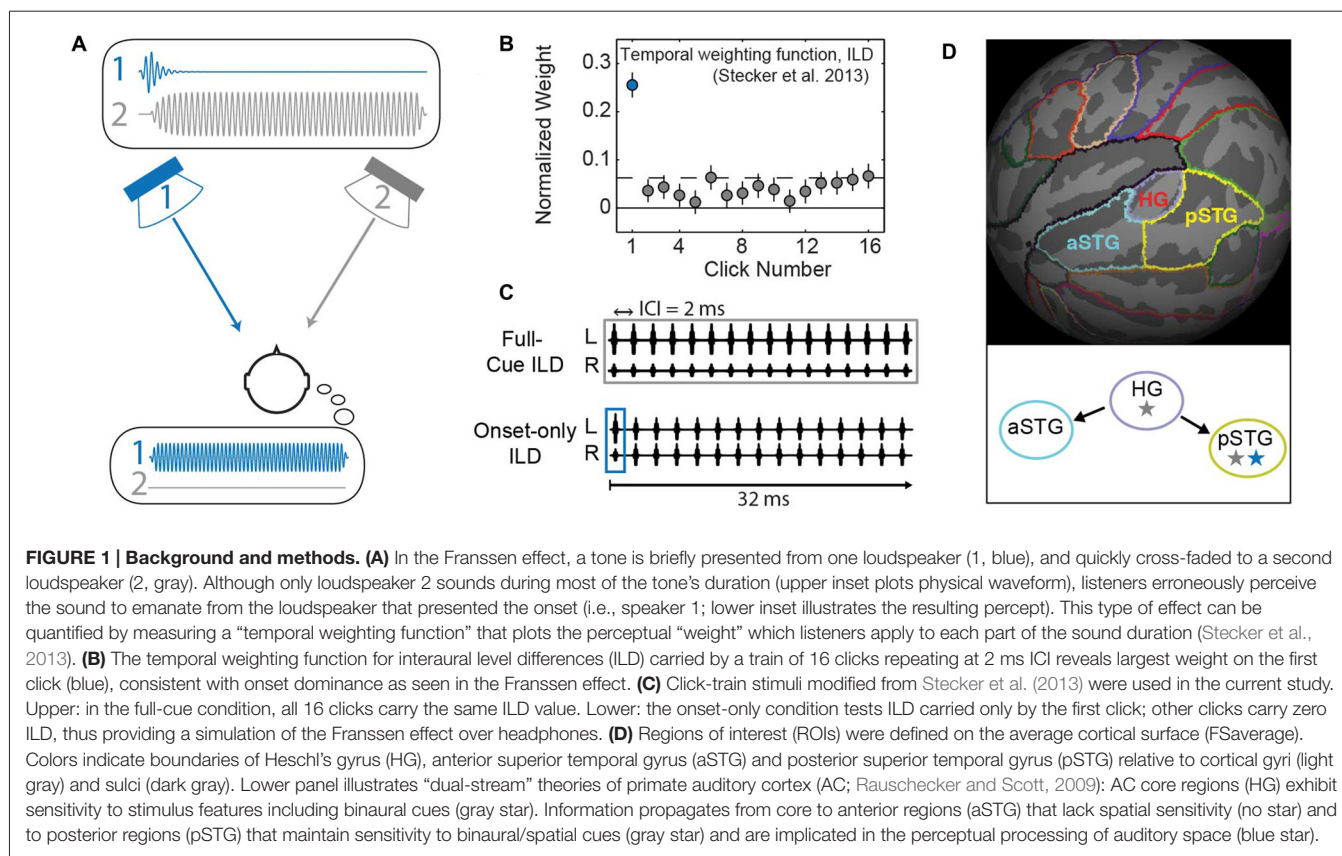 A
1
2
1
2
1
2
B
Temporal weighting function, ILD
(Stecker et al. 2013)
Normalized Weight
0.3
0.2
0.1
0
1
4
8
12
16
Click Number
C
↔ ICI = 2 ms
Full-
Cue ILD
L
R
Onset-only
ILD
L
R
32 ms
D
HG
pSTG
aSTG
HG
aSTG
pSTG
FIGURE 1 | Background and methods. (A) In the Franssen effect, a tone is briefly presented from one loudspeaker (1, blue), and quickly cross-faded to a second
loudspeaker (2, gray). Although only loudspeaker 2 sounds during most of the tone's duration (upper inset plots physical waveform), listeners erroneously perceive
the sound to emanate from the loudspeaker that presented the onset (i.e., speaker 1; lower inset illustrates the resulting percept). This type of effect can be
quantified by measuring a “temporal weighting function” that plots the perceptual “weight” which listeners apply to each part of the sound duration (Stecker et al.,
2013). (B) The temporal weighting function for interaural level differences (ILD) carried by a train of 16 clicks repeating at 2 ms ICI reveals largest weight on the first
click (blue), consistent with onset dominance as seen in the Franssen effect. (C) Click-train stimuli modified from Stecker et al. (2013) were used in the current study.
Upper: in the full-cue condition, all 16 clicks carry the same ILD value. Lower: the onset-only condition tests ILD carried only by the first click; other clicks carry zero
ILD, thus providing a simulation of the Franssen effect over headphones. (D) Regions of interest (ROIs) were defined on the average cortical surface (FSaverage).
Colors indicate boundaries of Heschl's gyrus (HG), anterior superior temporal gyrus (aSTG) and posterior superior temporal gyrus (pSTG) relative to cortical gyri (light
gray) and sulci (dark gray). Lower panel illustrates “dual-stream” theories of primate auditory cortex (AC; Rauschecker and Scott, 2009): AC core regions (HG) exhibit
sensitivity to stimulus features including binaural cues (gray star). Information propagates from core to anterior regions (aSTG) that lack spatial sensitivity (no star) and
to posterior regions (pSTG) that maintain sensitivity to binaural/spatial cues (gray star) and are implicated in the perceptual processing of auditory space (blue star).